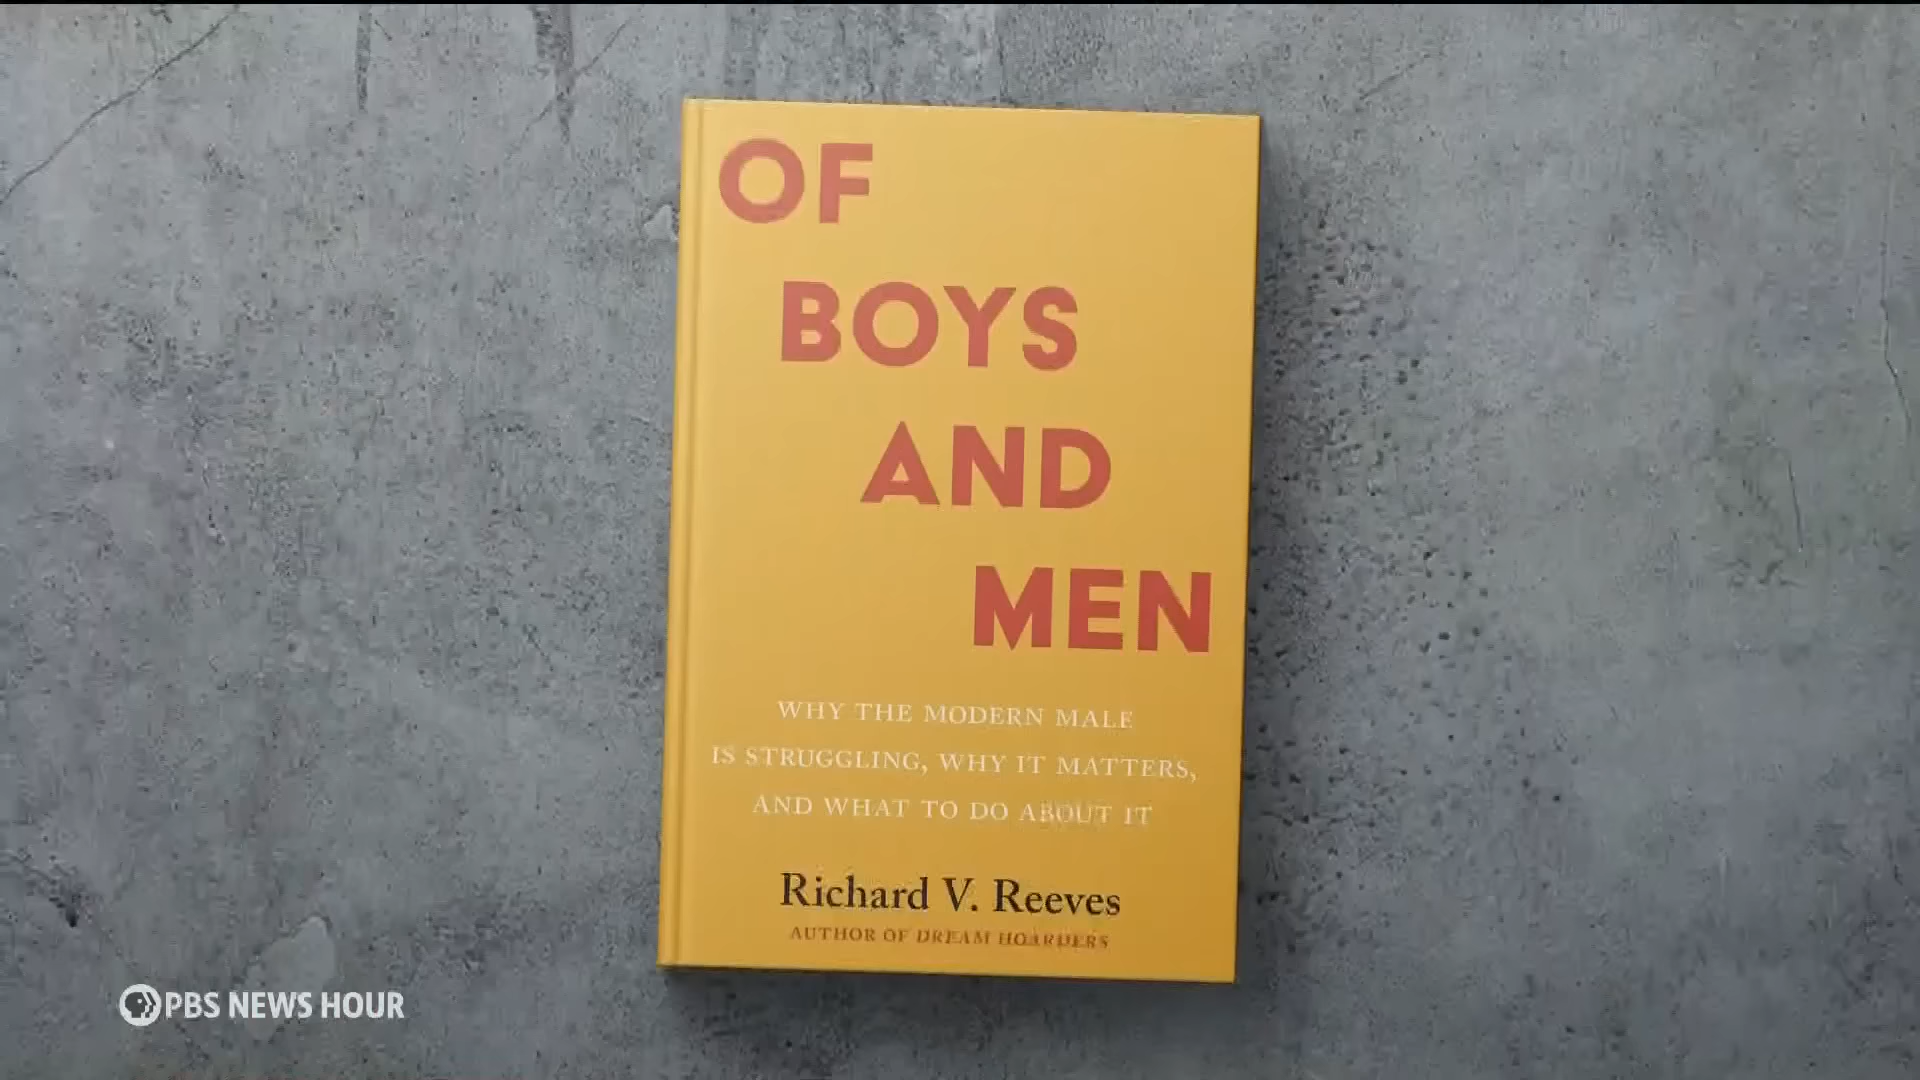 OF
BOYS
AND
MEN
WHY THE MODERN MALE
IS STRUGGLING, WHY IT MATTERS,
AND WHAT TO DO ABOUT IT
Richard V. Reeves
AUTHOR OF DREAM HOARDERS
PBS NEWS HOUR